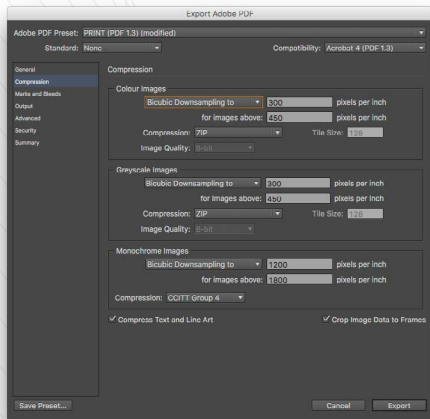 Export Adobe PDF
Adobe PDF Preset: PRINT (PDF 1.3) (modified)
Standard: None Compatibility: Acrobat 4 (PDF 1.3)
General
Compression
Marks and Bleeds
Output
Advanced
Security
Summary
Compression
Colour Images
Bicubic Downsampling to 300 pixels per inch
for images above: 450 pixels per inch
Compression: ZIP Tile Size: 128
Image Quality: 8-bit
Greyscale Images
Bicubic Downsampling to 300 pixels per inch
for images above: 450 pixels per inch
Compression: ZIP Tile Size: 128
Image Quality: 8-bit
Monochrome Images
Bicubic Downsampling to 1200 pixels per inch
for images above: 1800 pixels per inch
Compression: CCITT Group 4
Compress Text and Line Art Crop Image Data to Frames
Save Preset... Cancel Export